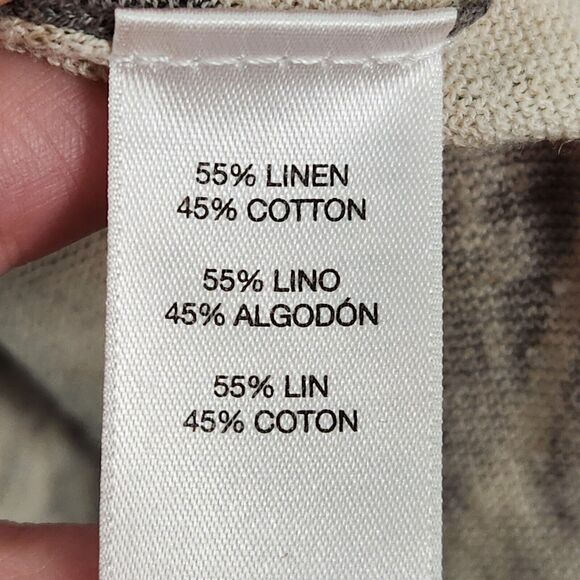 55% LINEN
45% COTTON
55% LINO
45% ALGODÓN
55% LIN
45% COTON